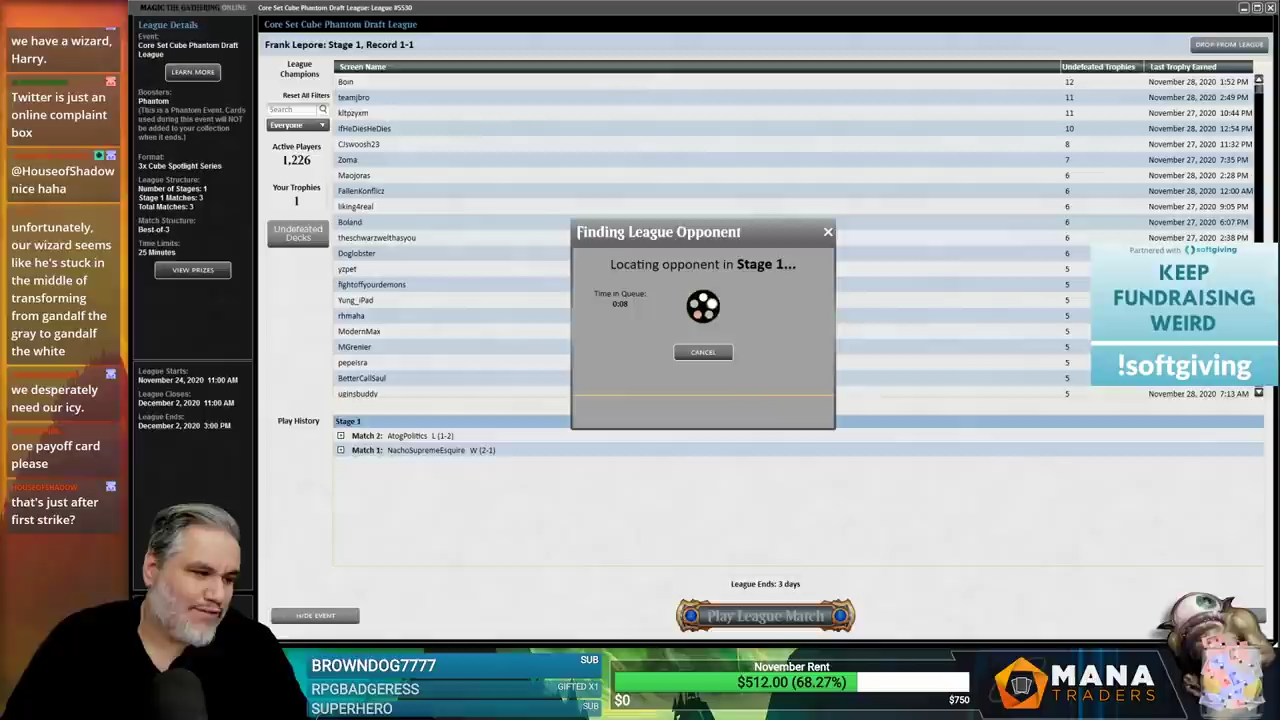 MAGIC THE GATHERING ONLINE
Core Set Cube Phantom Draft League: League #5530
League Details
Event:
Core Set Cube Phantom Draft
League
LEARN MORE
Boosters:
Phantom
(This is a Phantom Event. Cards
used during this event will NOT
be added to your collection
when it ends.)
Format:
3x Cube Spotlight Series
League Structure:
Number of Stages: 1
Stage 1 Matches: 3
Total Matches: 3
Match Structure:
Best-of-3
Time Limits:
25 Minutes
VIEW PRIZES
League Starts:
November 24, 2020 11:00 AM
League Closes:
December 2, 2020 11:00 AM
League Ends:
December 2, 2020 3:00 PM
we have a wizard,
Harry.
Twitter is just an
online complaint
box
@HouseofShadow
nice haha
unfortunately,
our wizard seems
like he's stuck in
the middle of
transforming
from gandalf the
gray to gandalf
the white
we desperately
need our icy.
one payoff card
please
HOUSEOFSHADOW
that's just after
first strike?
Core Set Cube Phantom Draft League
Frank Lepore: Stage 1, Record 1-1
DROP FROM LEAGUE
League
Champions
Reset All Filters
Search
Everyone
Active Players
1,226
Your Trophies
1
Undefeated
Decks
Screen Name Undefeated Trophies Last Trophy Earned
Boin 12 November 28, 2020 1:52 PM
teamjbro 11 November 28, 2020 2:49 PM
kltpzyxm 11 November 27, 2020 10:44 PM
IfHeDiesHeDies 10 November 28, 2020 12:54 PM
CJswoosh23 8 November 27, 2020 11:32 PM
Zoma 7 November 27, 2020 7:35 PM
Maojoras 6 November 28, 2020 2:28 PM
FallenKonflicz 6 November 28, 2020 12:00 AM
liking4real 6 November 27, 2020 9:05 PM
Boland 6 November 27, 2020 6:07 PM
theschwarzwelthasyou 6 November 27, 2020 2:38 PM
Doglobster 6
yzpet 5
fightoffyourdemons 5
Yung_iPad 5
rhmaha 5
ModernMax 5
MGrenier 5
pepeisra 5
BetterCallSaul 5
uginsbuddy 5 November 28, 2020 7:13 AM
Finding League Opponent
Locating opponent in Stage 1...
Time in Queue:
0:08
CANCEL
Partnered with softgiving
KEEP
FUNDRAISING
WEIRD
!softgiving
Play History
Stage 1
Match 2: AtogPolitics L (1-2)
Match 1: NachoSupremeEsquire W (2-1)
League Ends: 3 days
HIDE EVENT
Play League Match
BROWNDOG7777 SUB
RPGBADGERESS GIFTED X1
SUPERHERO SUB
November Rent
$512.00 (68.27%)
$0
$750
MANA
TRADERS